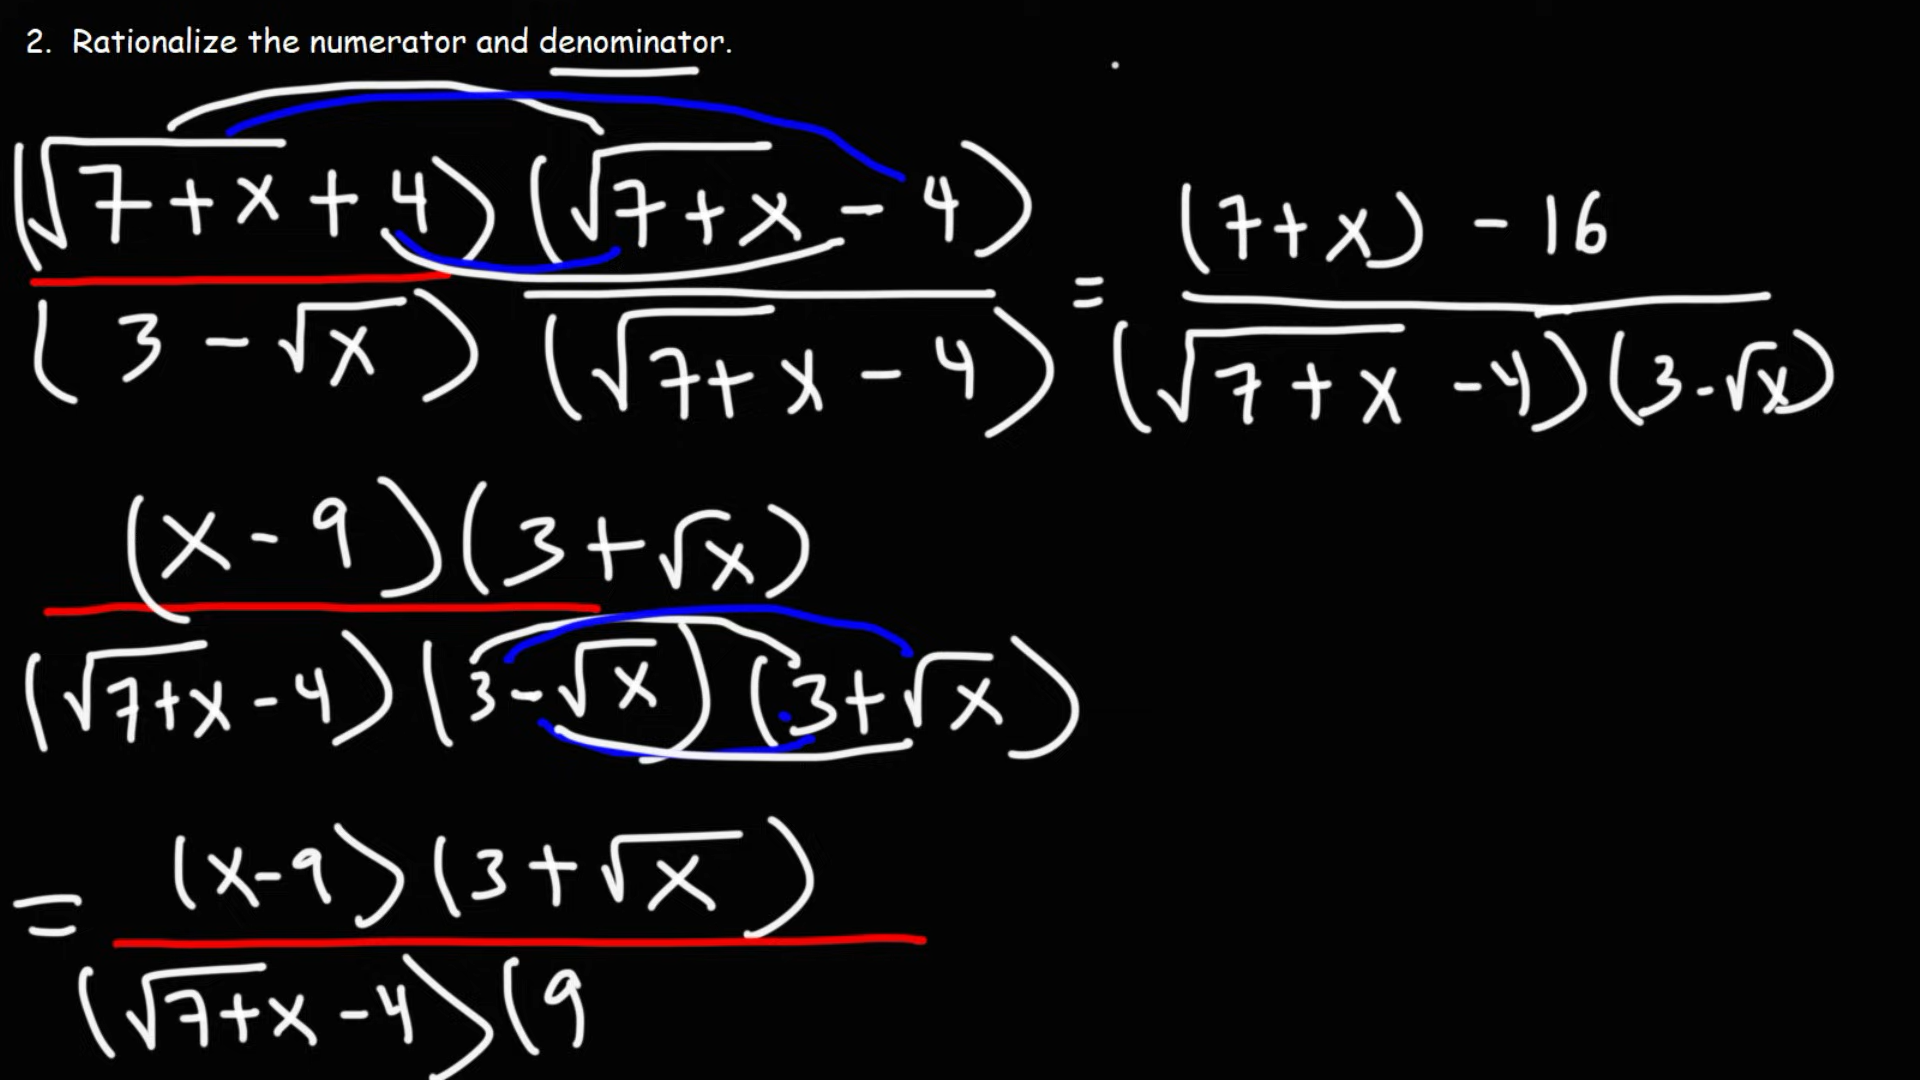 2. Rationalize the numerator and denominator.
(√(7+x) + 4) (√(7+x) - 4) = (7+x) - 16
(3 - √x) (√(7+x) - 4) (√(7+x) - 4)(3-√x)
(x-9)(3+√x)
(√(7+x) - 4)(3-√x)(3+√x)
= (x-9)(3+√x)
(√(7+x) - 4)(9